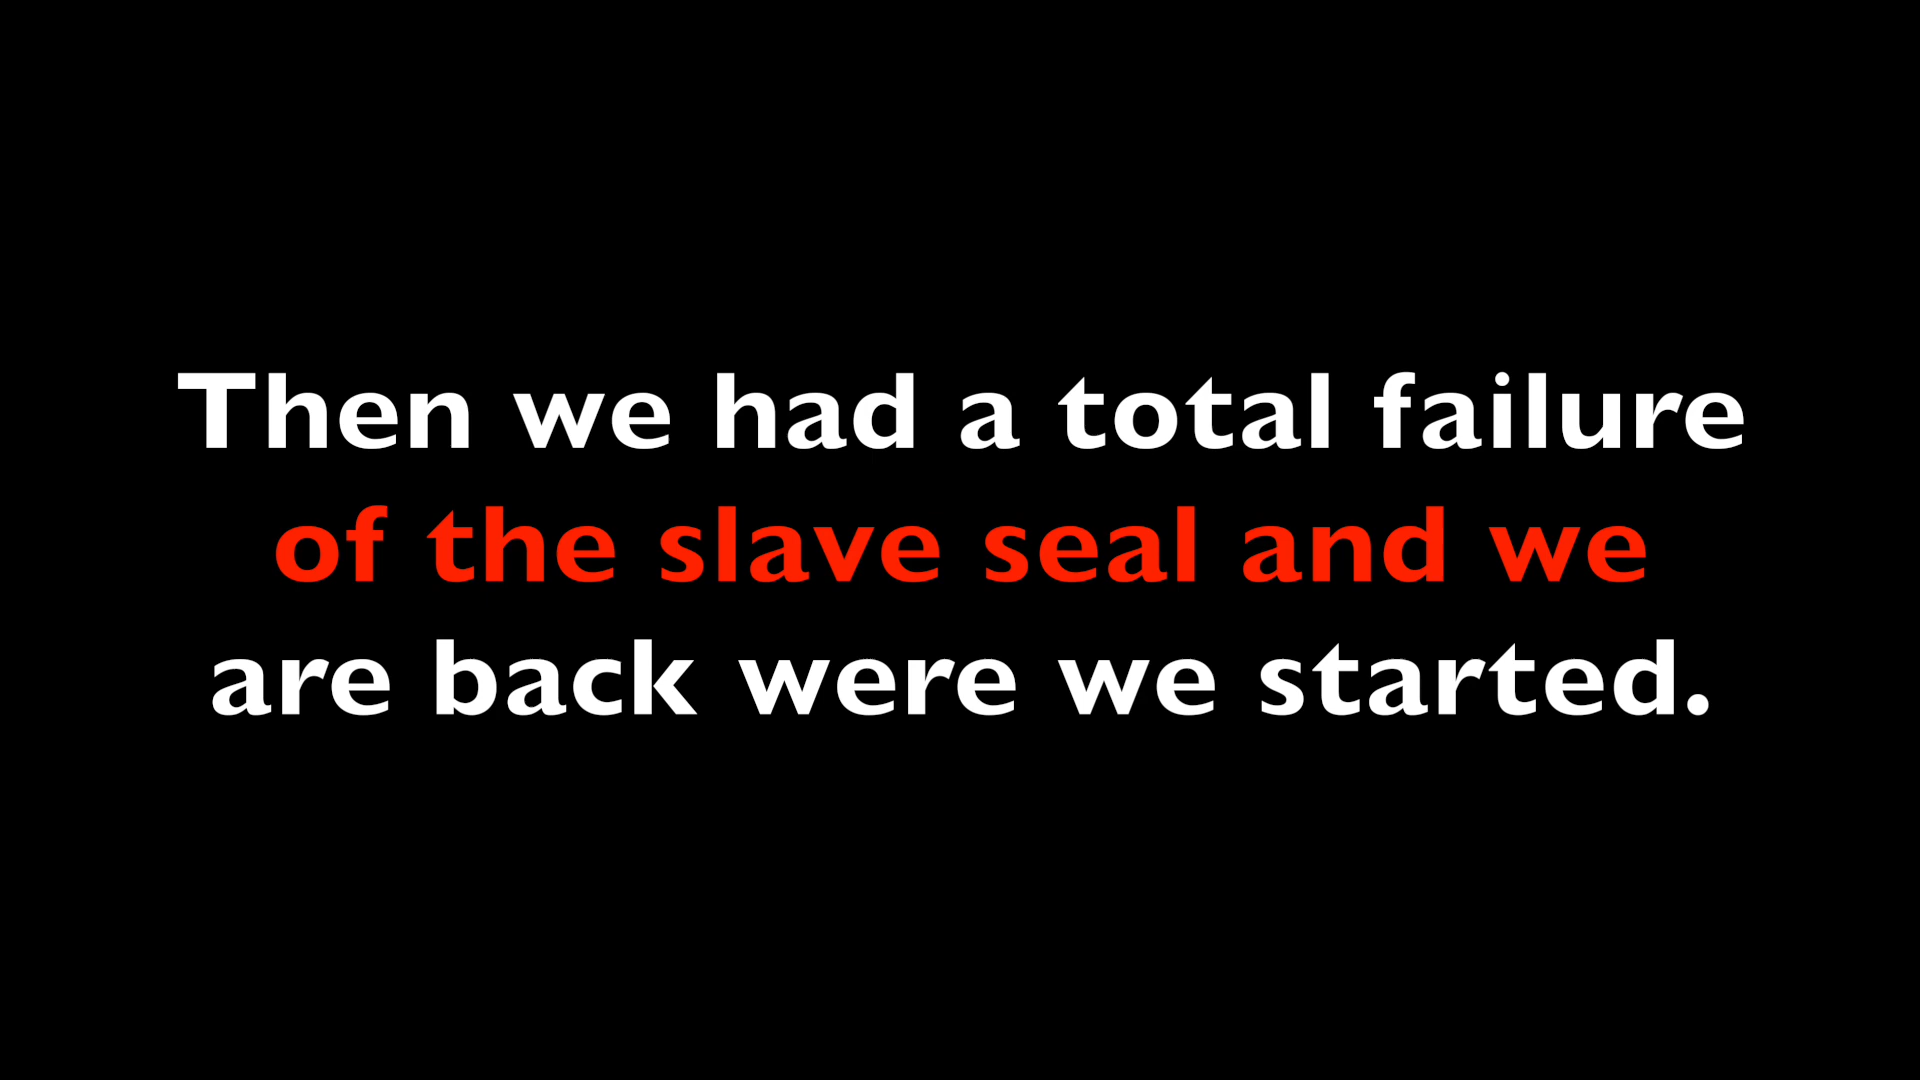 Then we had a total failure
of the slave seal and we
are back were we started.